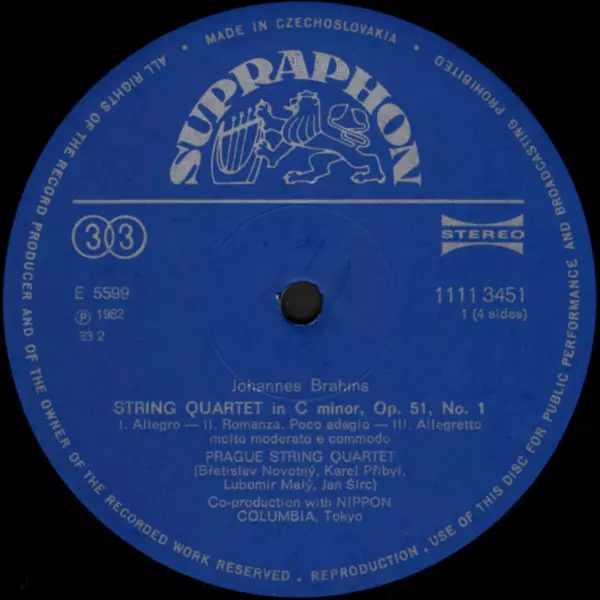 MADE IN CZECHOSLOVAKIA
ALL RIGHTS OF THE RECORD PRODUCER AND OF THE OWNER OF THE RECORDED WORK RESERVED . REPRODUCTION , USE OF THIS DISC FOR PUBLIC PERFORMANCE AND BROADCASTING PROHIBITED
SUPRAPHON
33
STEREO
E 5599
1111 3451
Ⓟ 1982
1 (4 sides)
83 2
Johannes Brahms
STRING QUARTET in C minor, Op. 51, No. 1
I. Allegro — II. Romanza. Poco adagio — III. Allegretto
molto moderato e commodo
PRAGUE STRING QUARTET
(Břetislav Novotný, Karel Přibyl,
Lubomír Malý, Jan Šírc)
Co-production with NIPPON
COLUMBIA, Tokyo